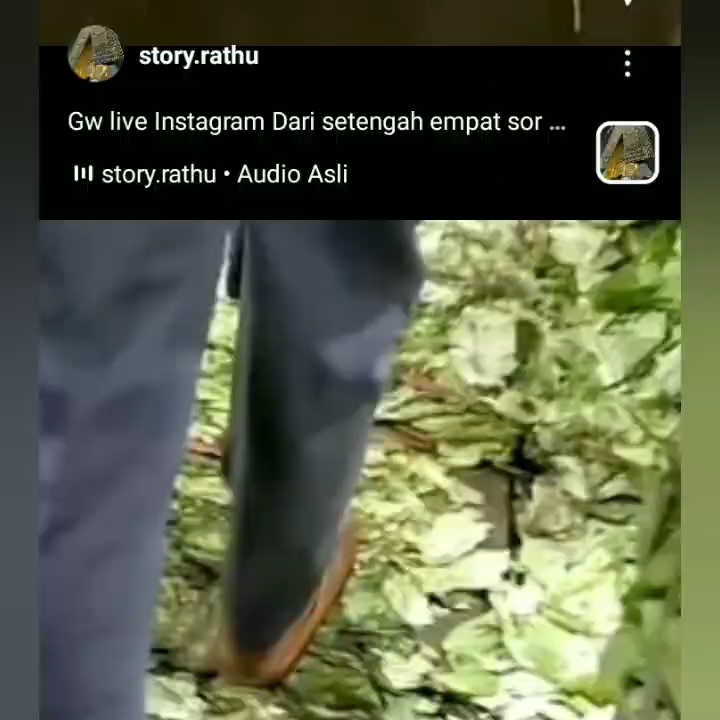 story.rathu
Gw live Instagram Dari setengah empat sor ...
story.rathu • Audio Asli